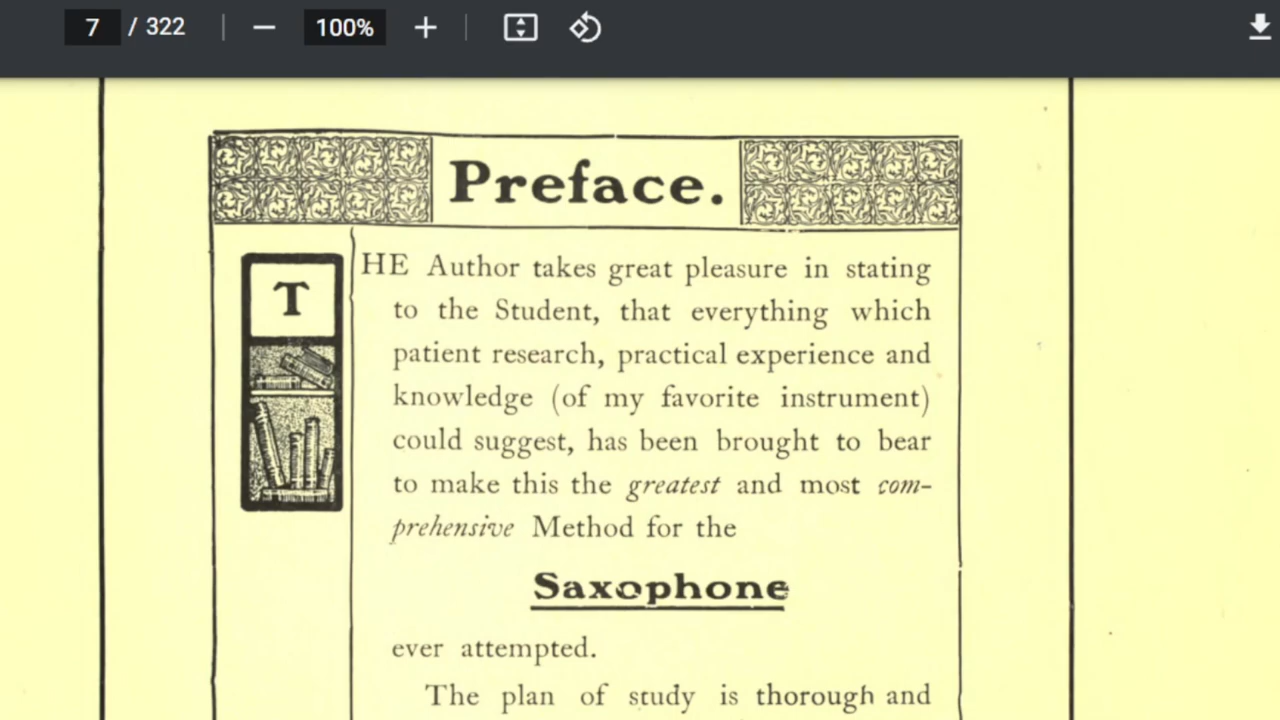 7 / 322
100%
Preface.
THE Author takes great pleasure in stating
to the Student, that everything which
patient research, practical experience and
knowledge (of my favorite instrument)
could suggest, has been brought to bear
to make this the greatest and most com-
prehensive Method for the
Saxophone
ever attempted.
The plan of study is thorough and